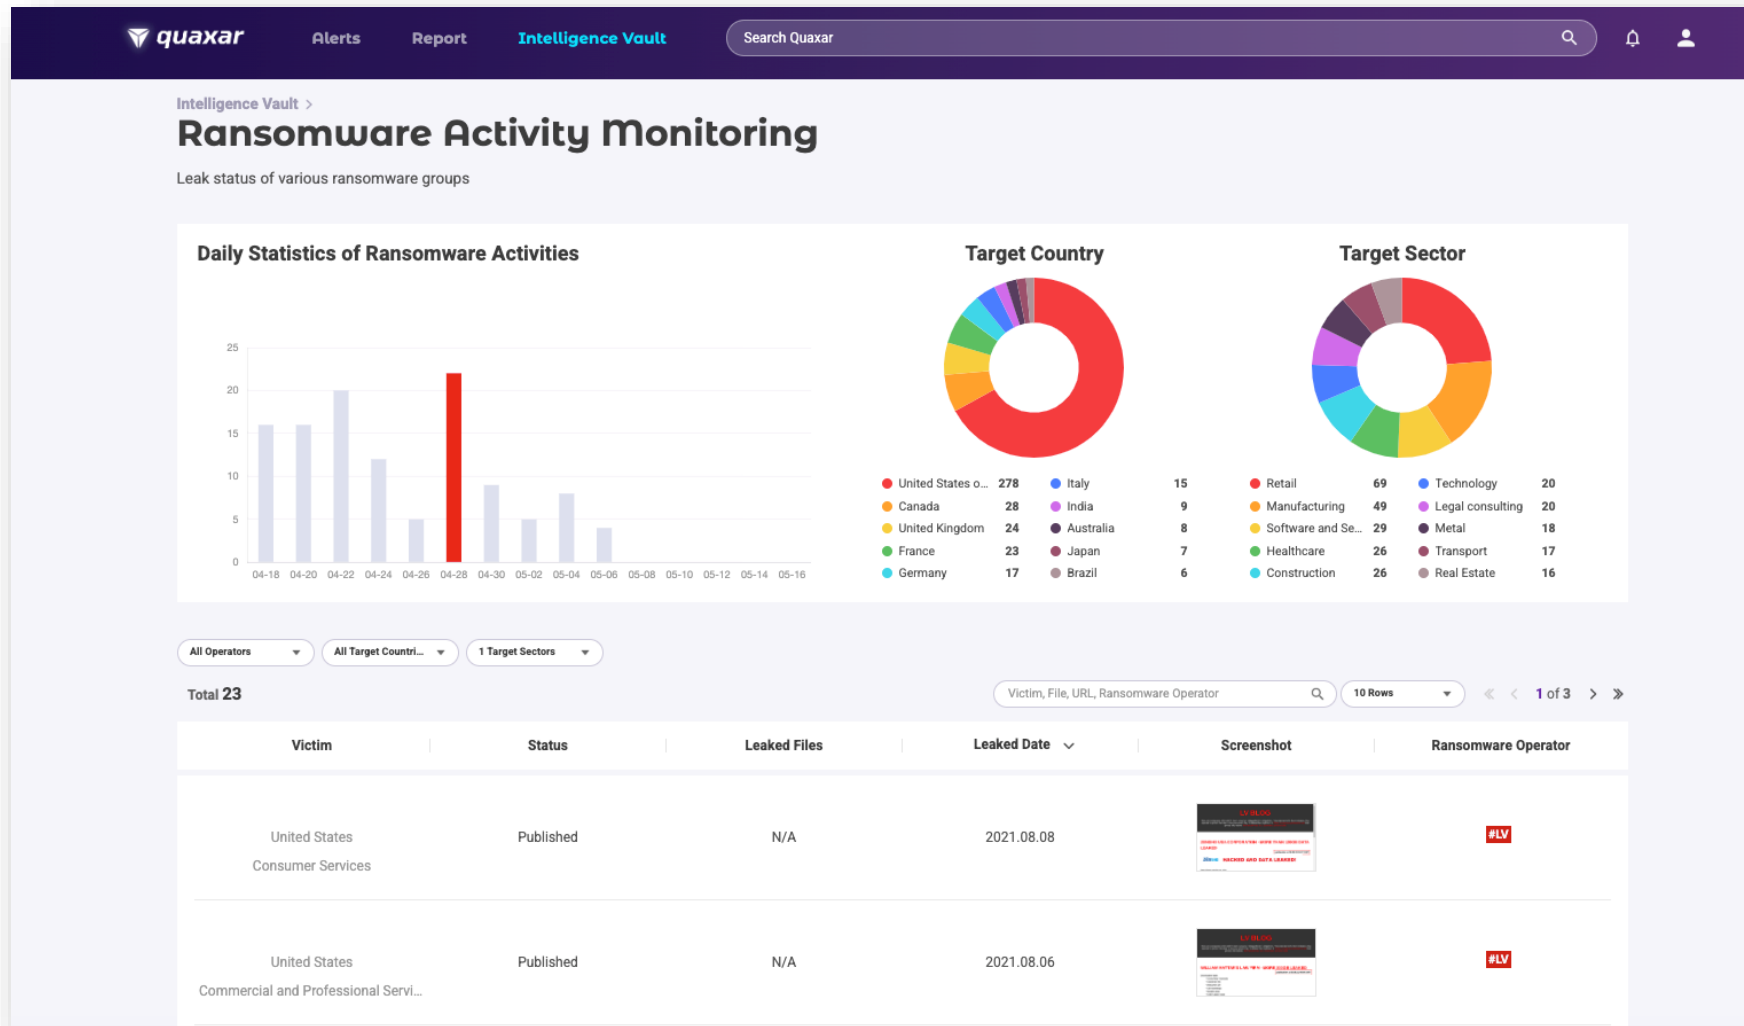 quaxar
Alerts
Report
Intelligence Vault
Search Quaxar
Intelligence Vault >
Ransomware Activity Monitoring
Leak status of various ransomware groups
Daily Statistics of Ransomware Activities
25
20
15
10
5
0
04-18 04-20 04-22 04-24 04-26 04-28 04-30 05-02 05-04 05-06 05-08 05-10 05-12 05-14 05-16
Target Country
United States o... 278
Canada 28
United Kingdom 24
France 23
Germany 17
Italy 15
India 9
Australia 8
Japan 7
Brazil 6
Target Sector
Retail 69
Manufacturing 49
Software and Se... 29
Healthcare 26
Construction 26
Technology 20
Legal consulting 20
Metal 18
Transport 17
Real Estate 16
All Operators
All Target Countri...
1 Target Sectors
Total 23
Victim, File, URL, Ransomware Operator
10 Rows
1 of 3
Victim Status Leaked Files Leaked Date Screenshot Ransomware Operator
United States
Consumer Services
Published
N/A
2021.08.08
LV BLOG
HACKED AND DATA LEAKED!
#LV
United States
Commercial and Professional Servi...
Published
N/A
2021.08.06
LV BLOG
#LV